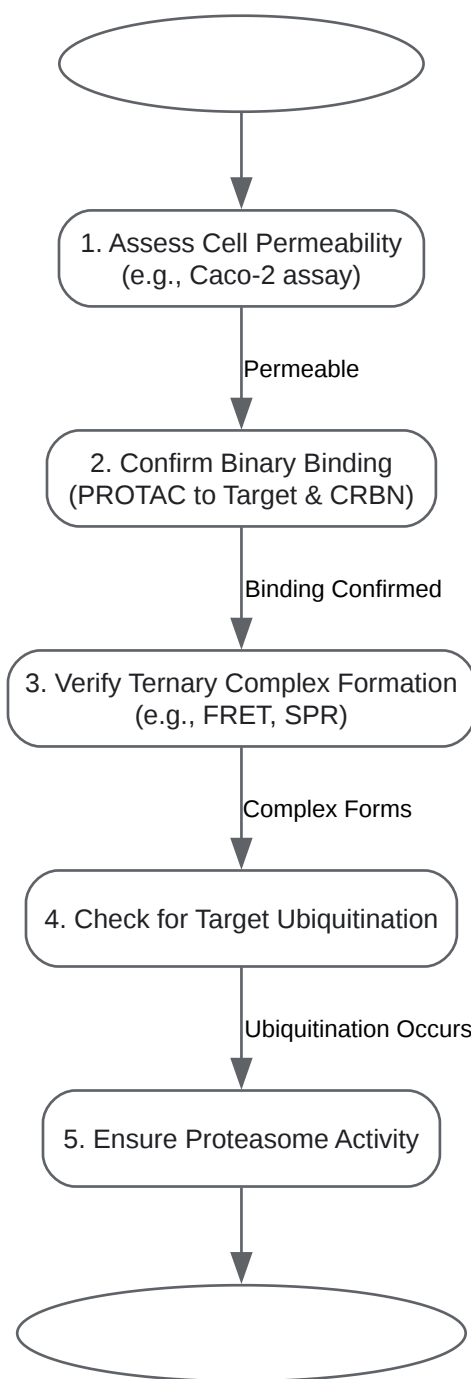 1. Assess Cell Permeability
(e.g., Caco-2 assay)
Permeable
2. Confirm Binary Binding
(PROTAC to Target & CRBN)
Binding Confirmed
3. Verify Ternary Complex Formation
(e.g., FRET, SPR)
Complex Forms
4. Check for Target Ubiquitination
Ubiquitination Occurs
5. Ensure Proteasome Activity